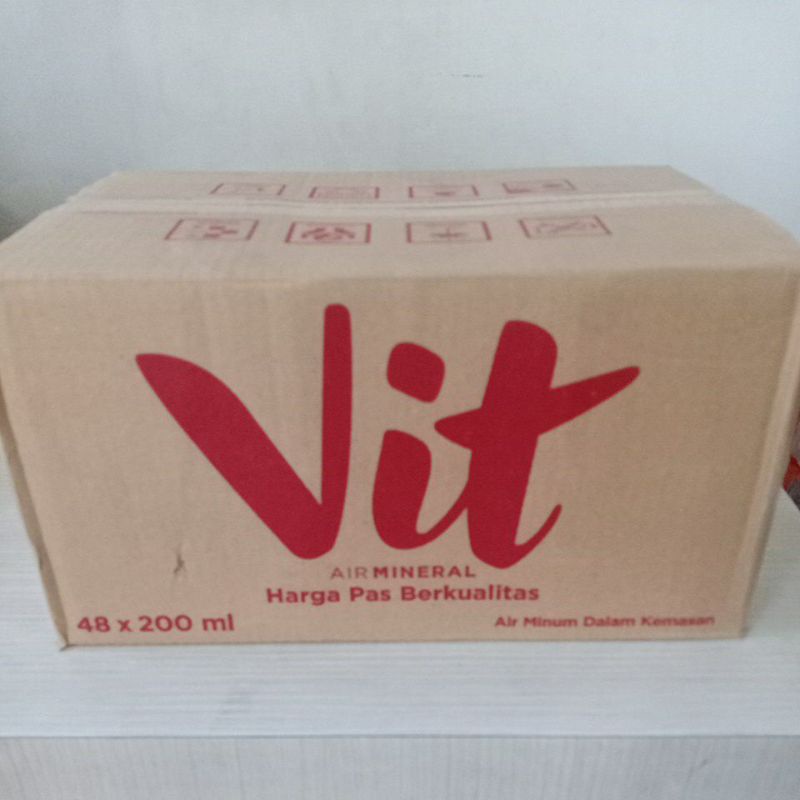 Vit
AIR MINERAL
Harga Pas Berkualitas
48 x 200 ml
Air Minum Dalam Kemasan